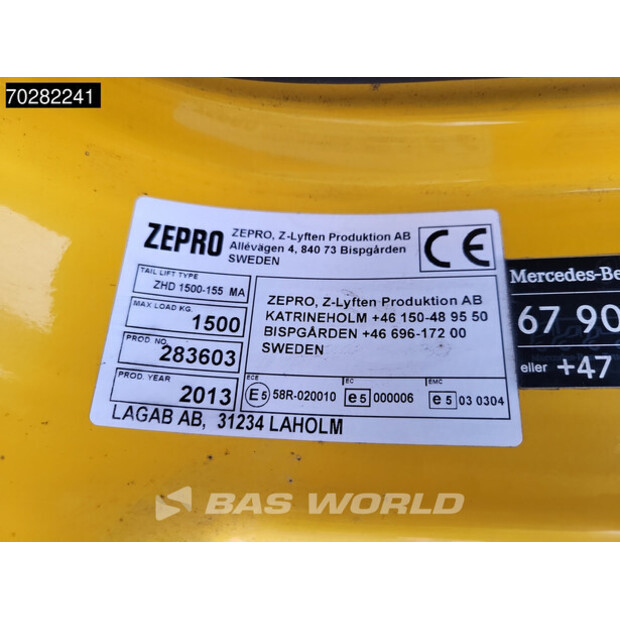 70282241
ZEPRO
ZEPRO, Z-Lyften Produktion AB
Allévägen 4, 840 73 Bispgården
SWEDEN
CE
TAIL LIFT TYPE
ZHD 1500-155 MA
MAX LOAD KG.
1500
PROD. NO.
283603
PROD. YEAR
2013
ZEPRO, Z-Lyften Produktion AB
KATRINEHOLM +46 150-48 95 50
BISPGÅRDEN +46 696-172 00
SWEDEN
ECE
E5 58R-020010
EC
e5 000006
EMC
e5 03 0304
LAGAB AB, 31234 LAHOLM
Mercedes-Be
67 90
eller +47
BAS WORLD